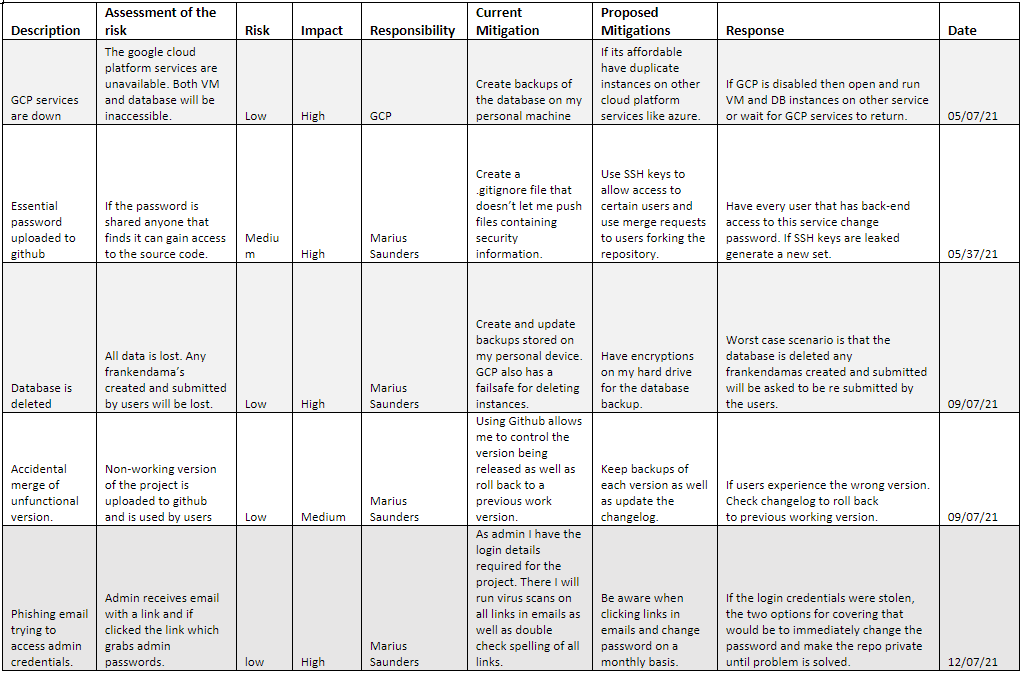 Description
Assessment of the
risk
Risk
Impact
Responsibility
Current
Mitigation
Proposed
Mitigations
Response
Date
GCP services
are down
The google cloud
platform services are
unavailable. Both VM
and database will be
inaccessible.
Low
High
GCP
Create backups of
the database on my
personal machine
If its affordable
have duplicate
instances on other
cloud platform
services like azure.
If GCP is disabled then open and run
VM and DB instances on other service
or wait for GCP services to return.
05/07/21
Essential
password
uploaded to
github
If the password is
shared anyone that
finds it can gain access
to the source code.
Mediu
m
High
Marius
Saunders
Create a
.gitignore file that
doesn't let me push
files containing
security
information.
Use SSH keys to
allow access to
certain users and
use merge requests
to users forking the
repository.
Have every user that has back-end
access to this service change
password. If SSH keys are leaked
generate a new set.
05/37/21
Database is
deleted
All data is lost. Any
frankendama's
created and submitted
by users will be lost.
Low
High
Marius
Saunders
Create and update
backups stored on
my personal device.
GCP also has a
failsafe for deleting
instances.
Have encryptions
on my hard drive
for the database
backup.
Worst case scenario is that the
database is deleted any
frankendamas created and submitted
will be asked to be re submitted by
the users.
09/07/21
Accidental
merge of
unfunctional
version.
Non-working version
of the project is
uploaded to github
and is used by users
Low
Medium
Marius
Saunders
Using Github allows
me to control the
version being
released as well as
roll back to a
previous work
version.
Keep backups of
each version as well
as update the
changelog.
If users experience the wrong version.
Check changelog to roll back
to previous working version.
09/07/21
Phishing email
trying to
access admin
credentials.
Admin receives email
with a link and if
clicked the link which
grabs admin
passwords.
low
High
Marius
Saunders
As admin I have the
login details
required for the
project. There I will
run virus scans on
all links in emails as
well as double
check spelling of all
links.
Be aware when
clicking links in
emails and change
password on a
monthly basis.
If the login credentials were stolen,
the two options for covering that
would be to immediately change the
password and make the repo private
until problem is solved.
12/07/21